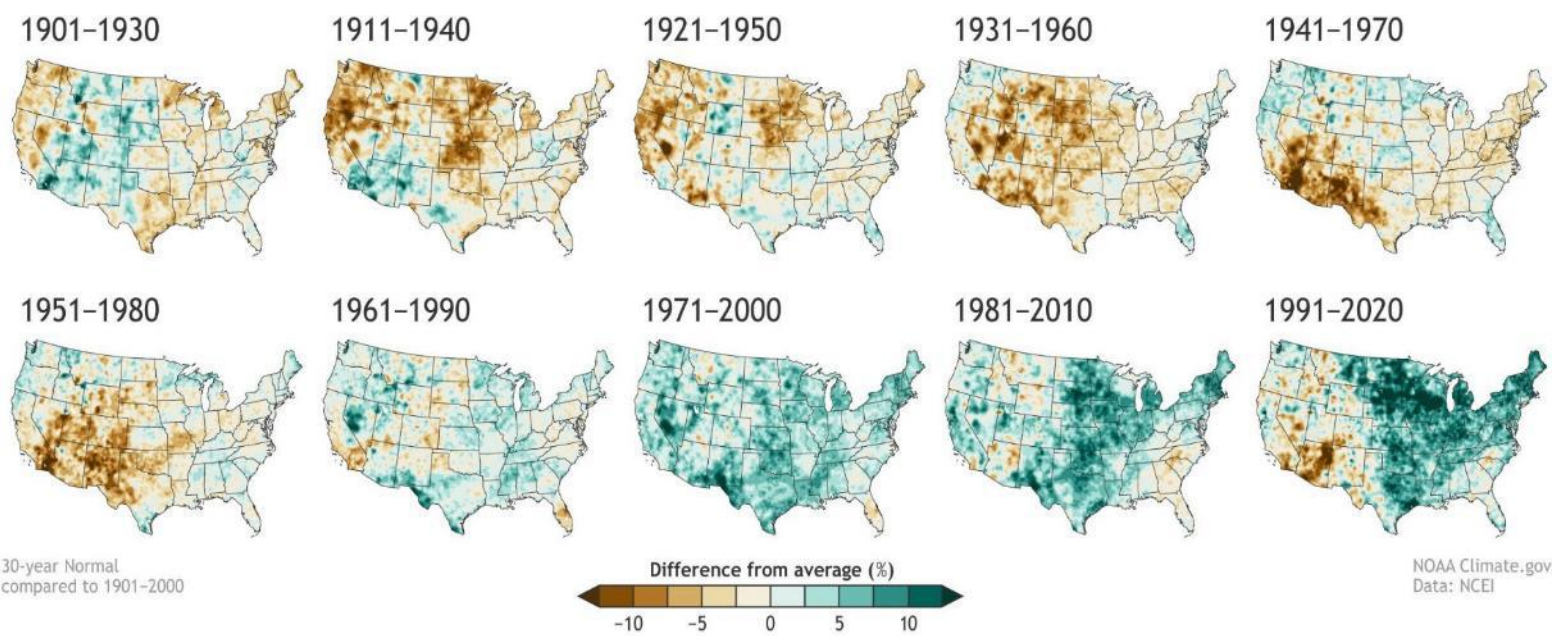 1901–1930 1911–1940 1921–1950 1931–1960 1941–1970
1951–1980 1961–1990 1971–2000 1981–2010 1991–2020
30-year Normal
compared to 1901–2000
Difference from average (%)
−10 −5 0 5 10
NOAA Climate.gov
Data: NCEI